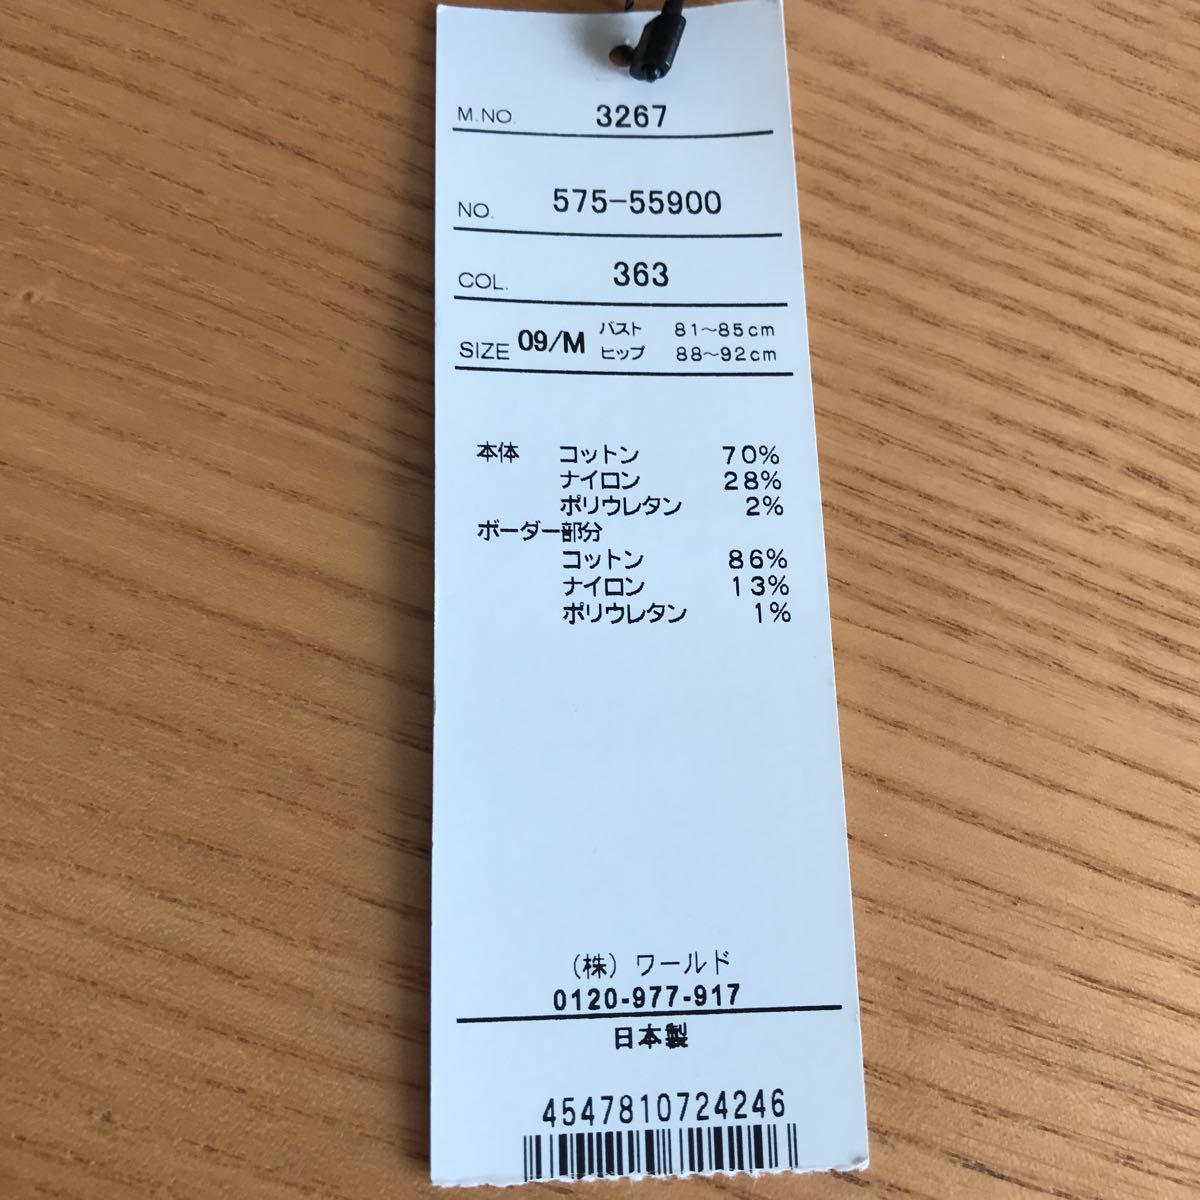 M.NO. 3267
NO. 575-55900
COL. 363
SIZE 09/M バスト 81~85cm
ヒップ 88~92cm
本体 コットン 70%
ナイロン 28%
ポリウレタン 2%
ボーダー部分
コットン 86%
ナイロン 13%
ポリウレタン 1%
(株)ワールド
0120-977-917
日本製
4547810724246